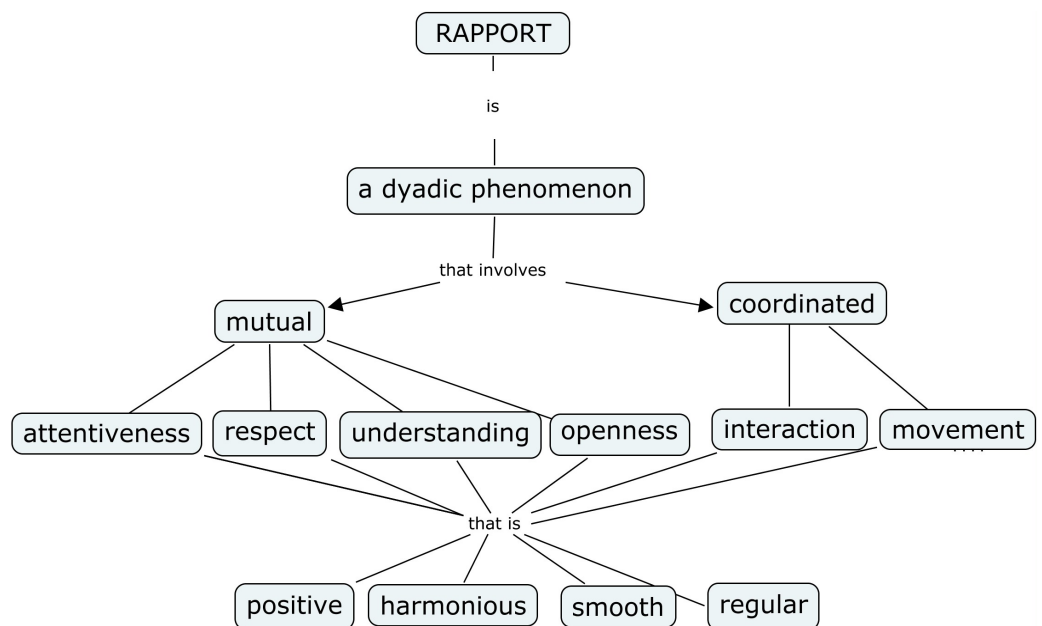 RAPPORT
is
a dyadic phenomenon
that involves
mutual
coordinated
attentiveness
respect
understanding
openness
interaction
movement
that is
positive
harmonious
smooth
regular